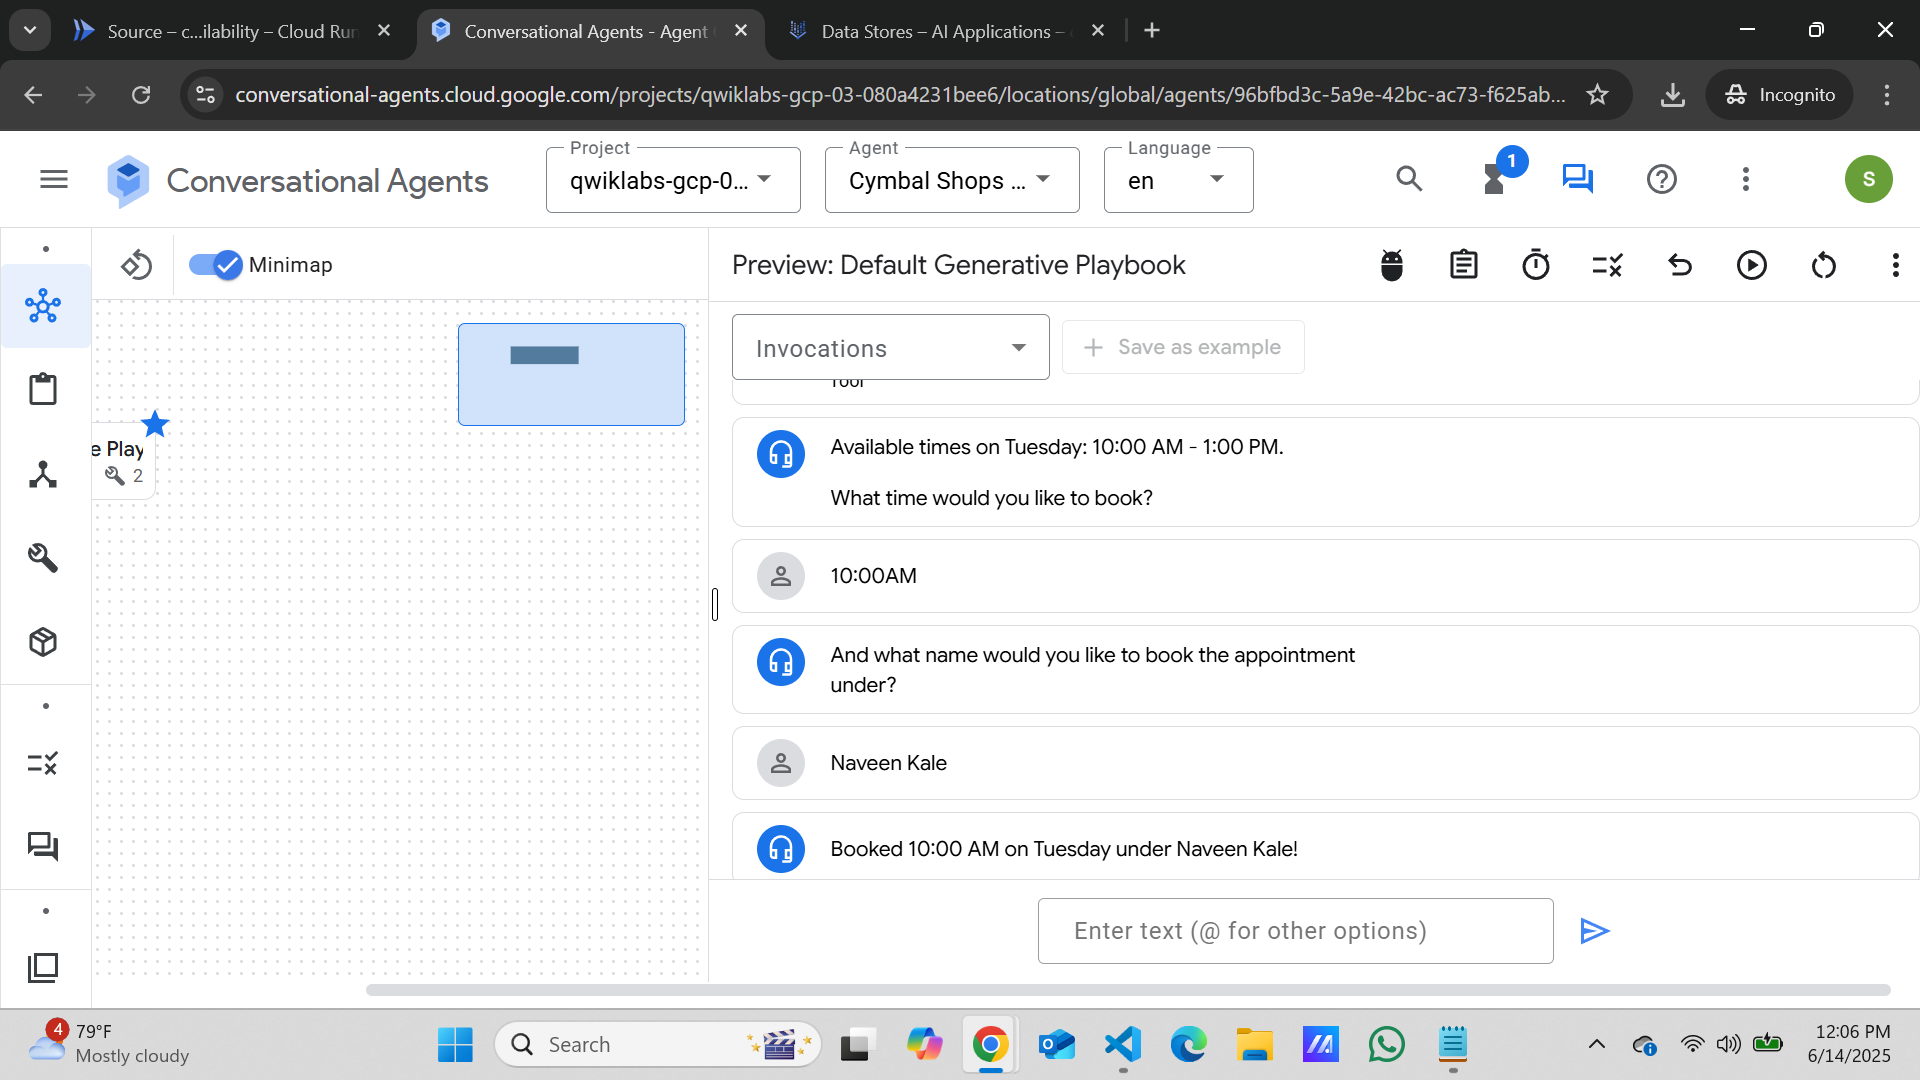 Source – c...ilability – Cloud Run
Conversational Agents - Agent
Data Stores – AI Applications –
conversational-agents.cloud.google.com/projects/qwiklabs-gcp-03-080a4231bee6/locations/global/agents/96bfbd3c-5a9e-42bc-ac73-f625ab...
Incognito
Conversational Agents
Project
qwiklabs-gcp-0...
Agent
Cymbal Shops ...
Language
en
1
S
Minimap
e Play
2
Preview: Default Generative Playbook
Invocations
Save as example
Tool
Available times on Tuesday: 10:00 AM - 1:00 PM.
What time would you like to book?
10:00AM
And what name would you like to book the appointment
under?
Naveen Kale
Booked 10:00 AM on Tuesday under Naveen Kale!
Enter text (@ for other options)
4
79°F
Mostly cloudy
Search
12:06 PM
6/14/2025